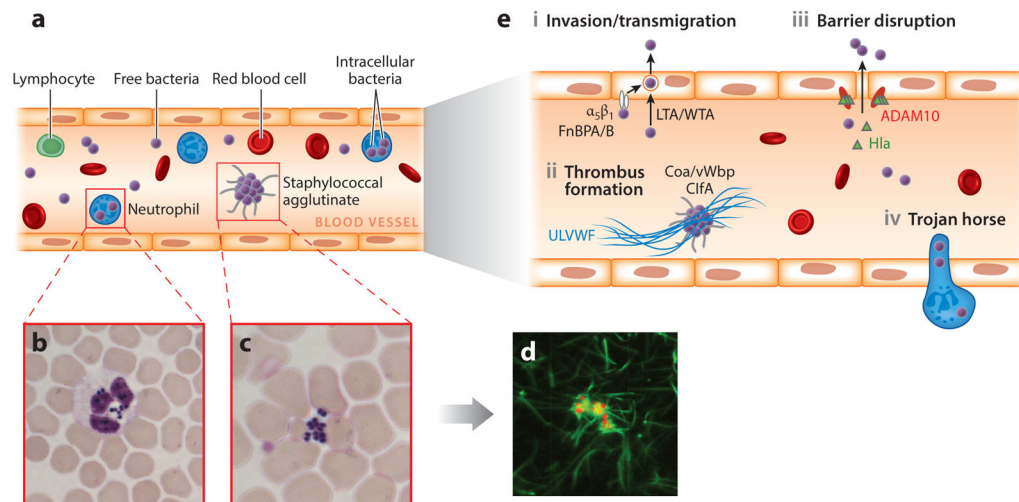 a
Lymphocyte
Free bacteria
Red blood cell
Intracellular
bacteria
Neutrophil
Staphylococcal
agglutinate
BLOOD VESSEL
b
c
d
e
i Invasion/transmigration
α5β1
FnBPA/B
LTA/WTA
ii Thrombus
formation
Coa/vWbp
ClfA
ULVWF
iii Barrier disruption
ADAM10
Hla
iv Trojan horse